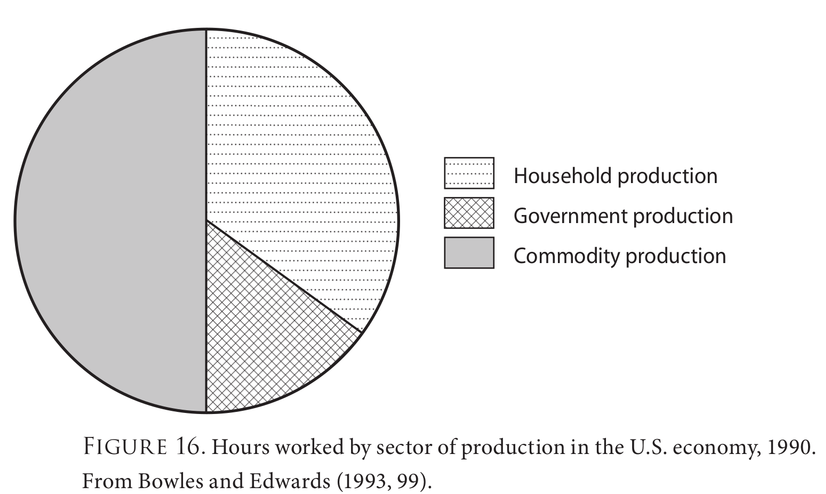 Household production
Government production
Commodity production
FIGURE 16. Hours worked by sector of production in the U.S. economy, 1990.
From Bowles and Edwards (1993, 99).